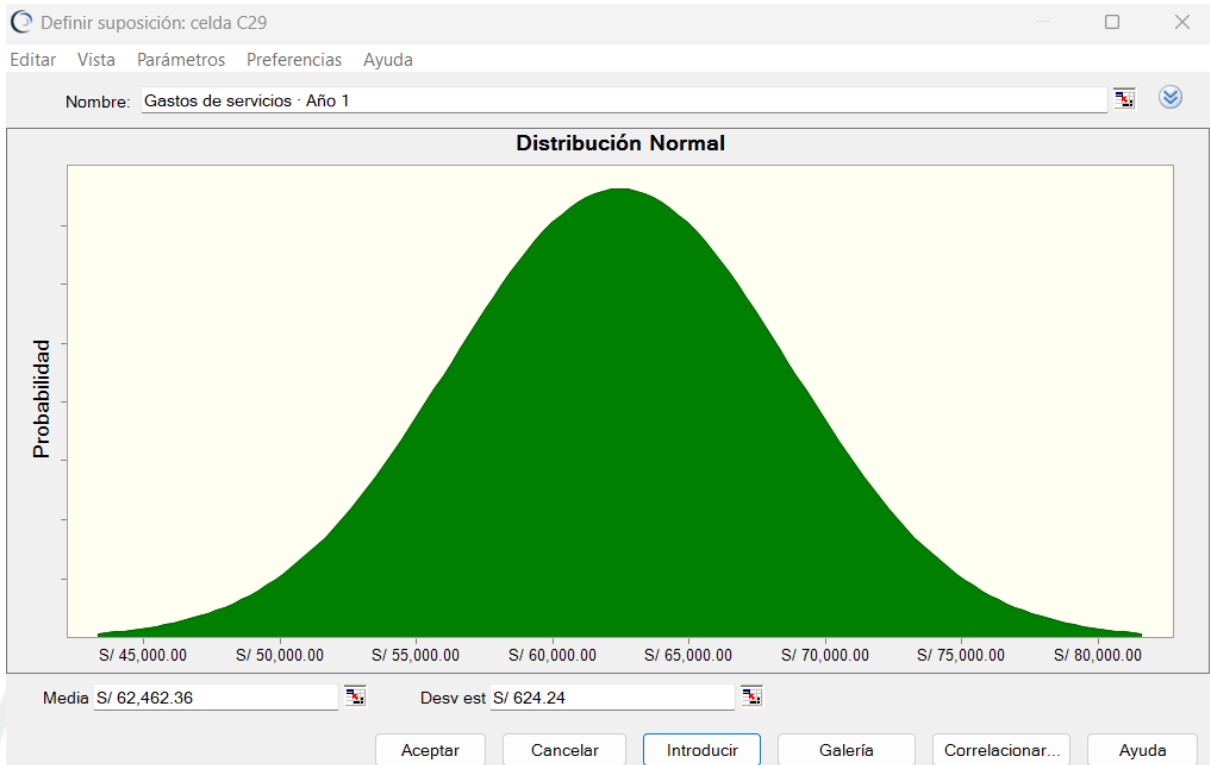 Definir suposición: celda C29
Editar Vista Parámetros Preferencias Ayuda
Nombre: Gastos de servicios · Año 1
Distribución Normal
Probabilidad
S/ 45,000.00 S/ 50,000.00 S/ 55,000.00 S/ 60,000.00 S/ 65,000.00 S/ 70,000.00 S/ 75,000.00 S/ 80,000.00
Media S/ 62,462.36 Desv est S/ 624.24
Aceptar Cancelar Introducir Galería Correlacionar... Ayuda